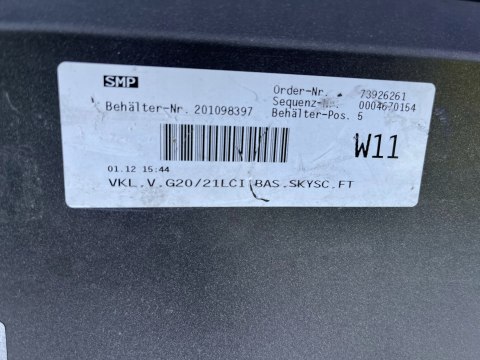 SMP
Order-Nr. 73926261
Sequenz-Nr. 0004670154
Behälter-Nr. 201098397 Behälter-Pos. 5
W11
01.12 15:44
VKL.V.G20/21LCI BAS.SKYSC.FT